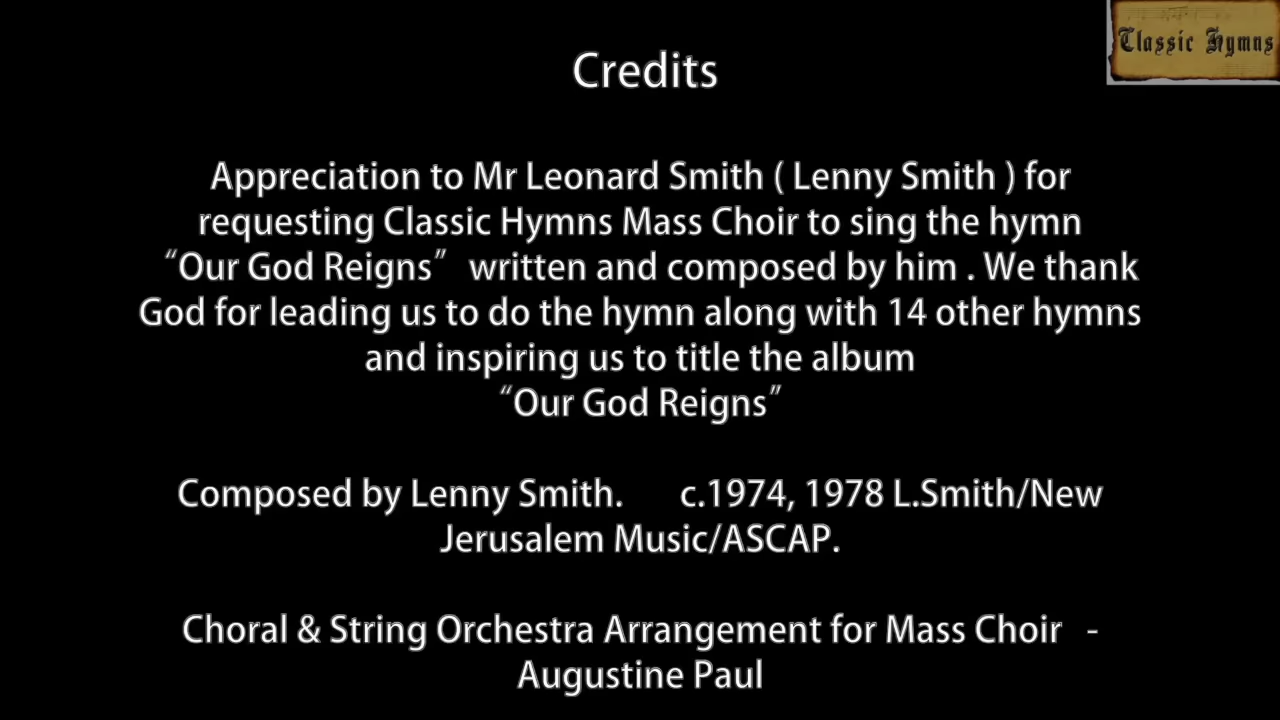 Classic Hymns
Credits
Appreciation to Mr Leonard Smith ( Lenny Smith ) for
requesting Classic Hymns Mass Choir to sing the hymn
“Our God Reigns” written and composed by him . We thank
God for leading us to do the hymn along with 14 other hymns
and inspiring us to title the album
“Our God Reigns”
Composed by Lenny Smith. c.1974, 1978 L.Smith/New
Jerusalem Music/ASCAP.
Choral & String Orchestra Arrangement for Mass Choir -
Augustine Paul